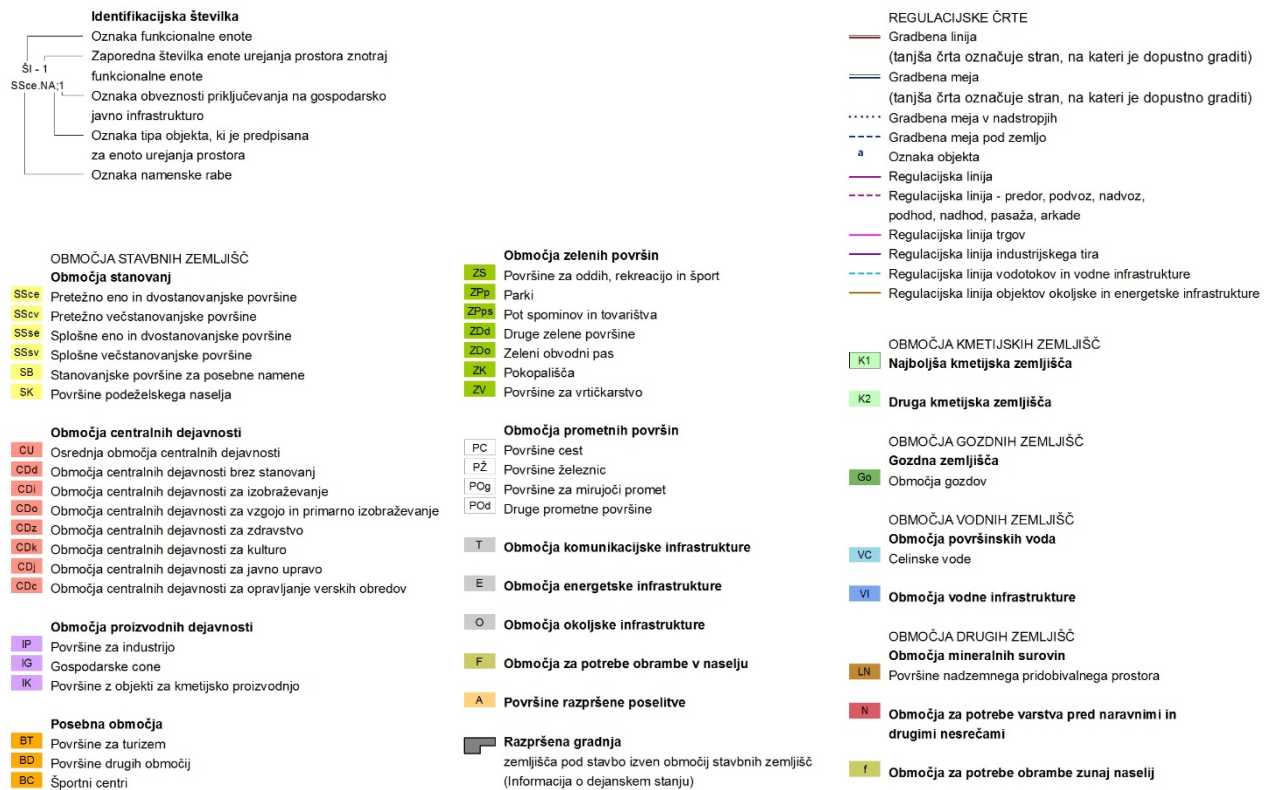 Identifikacijska številka
Oznaka funkcionalne enote
Zaporedna številka enote urejanja prostora znotraj
funkcionalne enote
ŠI - 1
SSce.NA;1
Oznaka obveznosti priključevanja na gospodarsko
javno infrastrukturo
Oznaka tipa objekta, ki je predpisana
za enoto urejanja prostora
Oznaka namenske rabe
OBMOČJA STAVBNIH ZEMLJIŠČ
Območja stanovanj
SSce Pretežno eno in dvostanovanjske površine
SScv Pretežno večstanovanjske površine
SSse Splošne eno in dvostanovanjske površine
SSsv Splošne večstanovanjske površine
SB Stanovanjske površine za posebne namene
SK Površine podeželskega naselja
Območja centralnih dejavnosti
CU Osrednja območja centralnih dejavnosti
CDd Območja centralnih dejavnosti brez stanovanj
CDi Območja centralnih dejavnosti za izobraževanje
CDo Območja centralnih dejavnosti za vzgojo in primarno izobraževanje
CDz Območja centralnih dejavnosti za zdravstvo
CDk Območja centralnih dejavnosti za kulturo
CDj Območja centralnih dejavnosti za javno upravo
CDc Območja centralnih dejavnosti za opravljanje verskih obredov
Območja proizvodnih dejavnosti
IP Površine za industrijo
IG Gospodarske cone
IK Površine z objekti za kmetijsko proizvodnjo
Posebna območja
BT Površine za turizem
BD Površine drugih območij
BC Športni centri
Območja zelenih površin
ZS Površine za oddih, rekreacijo in šport
ZPp Parki
ZPps Pot spominov in tovarištva
ZDd Druge zelene površine
ZDo Zeleni obvodni pas
ZK Pokopališča
ZV Površine za vrtičkarstvo
Območja prometnih površin
PC Površine cest
PŽ Površine železnic
POg Površine za mirujoči promet
POd Druge prometne površine
T Območja komunikacijske infrastrukture
E Območja energetske infrastrukture
O Območja okoljske infrastrukture
F Območja za potrebe obrambe v naselju
A Površine razpršene poselitve
Razpršena gradnja
zemljišča pod stavbo izven območij stavbnih zemljišč
(Informacija o dejanskem stanju)
REGULACIJSKE ČRTE
Gradbena linija
(tanjša črta označuje stran, na kateri je dopustno graditi)
Gradbena meja
(tanjša črta označuje stran, na kateri je dopustno graditi)
Gradbena meja v nadstropjih
Gradbena meja pod zemljo
a Oznaka objekta
Regulacijska linija
Regulacijska linija - predor, podvoz, nadvoz,
podhod, nadhod, pasaža, arkade
Regulacijska linija trgov
Regulacijska linija industrijskega tira
Regulacijska linija vodotokov in vodne infrastrukture
Regulacijska linija objektov okoljske in energetske infrastrukture
OBMOČJA KMETIJSKIH ZEMLJIŠČ
K1 Najboljša kmetijska zemljišča
K2 Druga kmetijska zemljišča
OBMOČJA GOZDNIH ZEMLJIŠČ
Gozdna zemljišča
Go Območja gozdov
OBMOČJA VODNIH ZEMLJIŠČ
Območja površinskih voda
VC Celinske vode
VI Območja vodne infrastrukture
OBMOČJA DRUGIH ZEMLJIŠČ
Območja mineralnih surovin
LN Površine nadzemnega pridobivalnega prostora
N Območja za potrebe varstva pred naravnimi in
drugimi nesrečami
f Območja za potrebe obrambe zunaj naselij